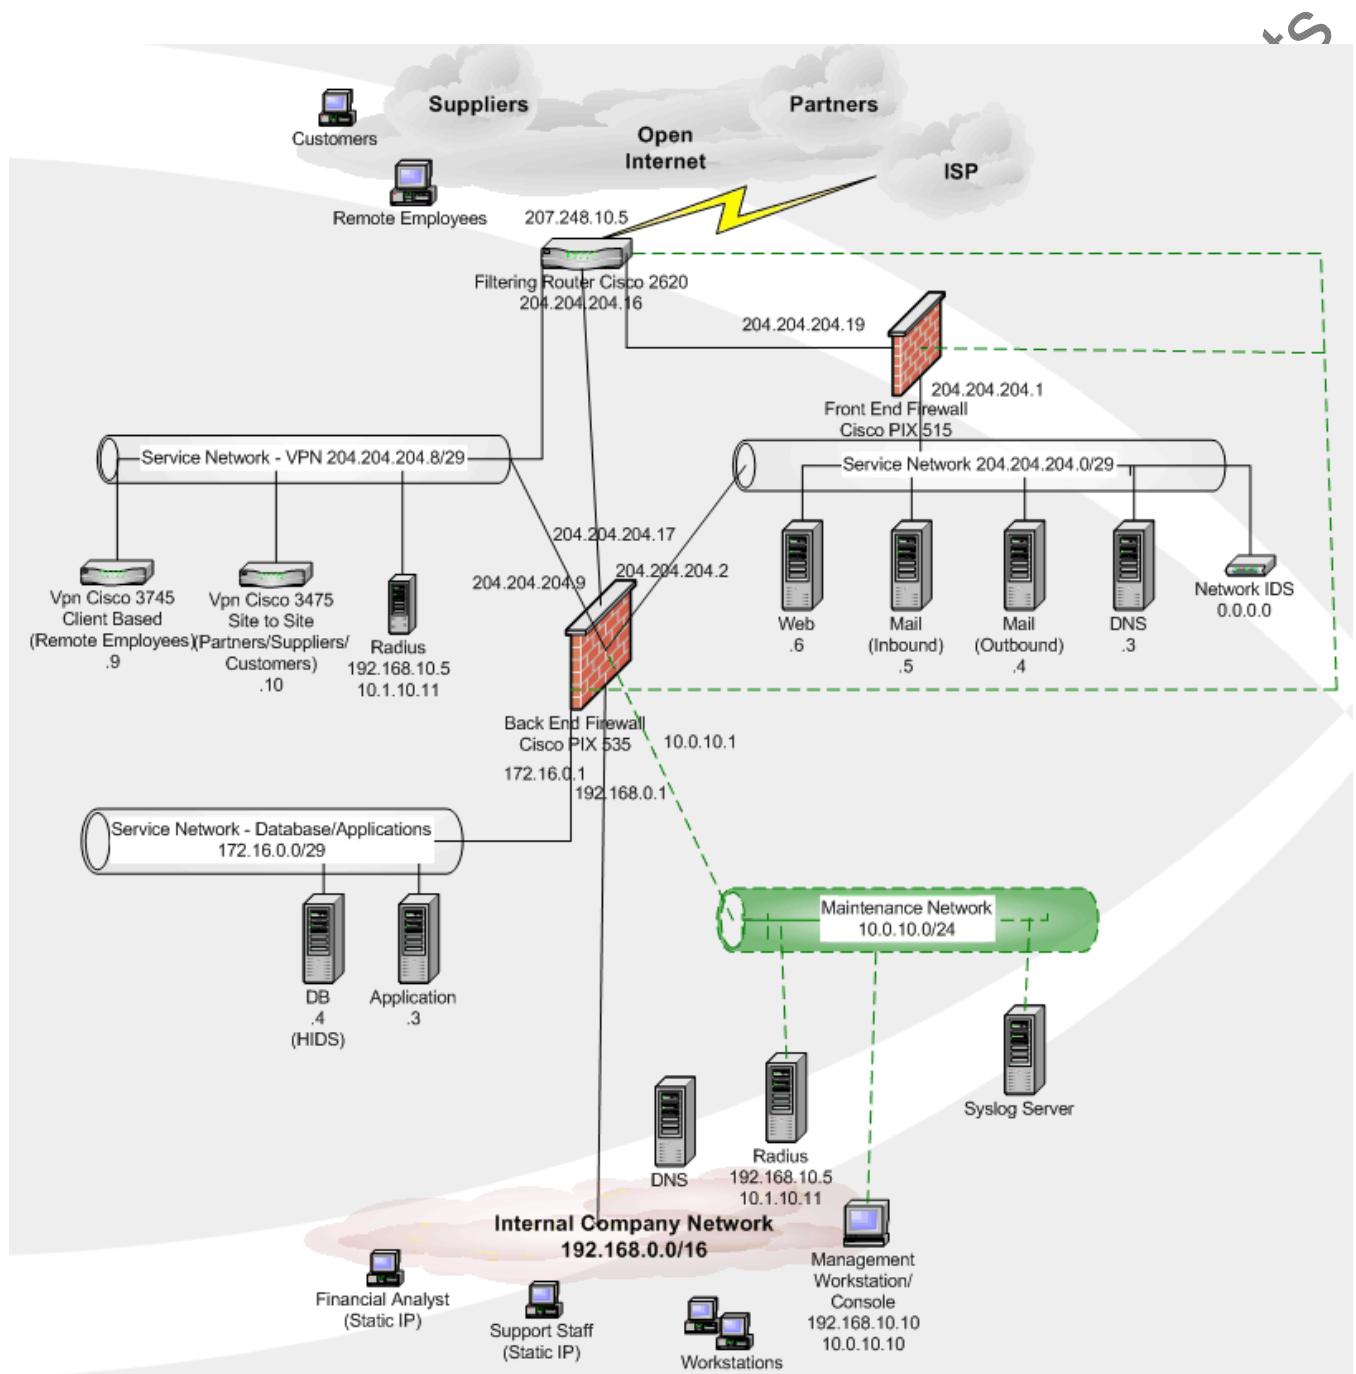 ts
Suppliers
Partners
Customers
Open
Internet
ISP
Remote Employees
207.248.10.5
Filtering Router Cisco 2620
204.204.204.16
204.204.204.19
204.204.204.1
Front End Firewall
Cisco PIX 515
Service Network - VPN 204.204.204.8/29
Service Network 204.204.204.0/29
204.204.204.17
204.204.204.9
204.204.204.2
Vpn Cisco 3745
Client Based
(Remote Employees)
.9
Vpn Cisco 3475
Site to Site
(Partners/Suppliers/
Customers)
.10
Radius
192.168.10.5
10.1.10.11
Web
.6
Mail
(Inbound)
.5
Mail
(Outbound)
.4
DNS
.3
Network IDS
0.0.0.0
Back End Firewall
Cisco PIX 535
10.0.10.1
172.16.0.1
192.168.0.1
Service Network - Database/Applications
172.16.0.0/29
Maintenance Network
10.0.10.0/24
DB
.4
(HIDS)
Application
.3
Syslog Server
DNS
Radius
192.168.10.5
10.1.10.11
Internal Company Network
192.168.0.0/16
Management
Workstation/
Console
192.168.10.10
10.0.10.10
Financial Analyst
(Static IP)
Support Staff
(Static IP)
Workstations